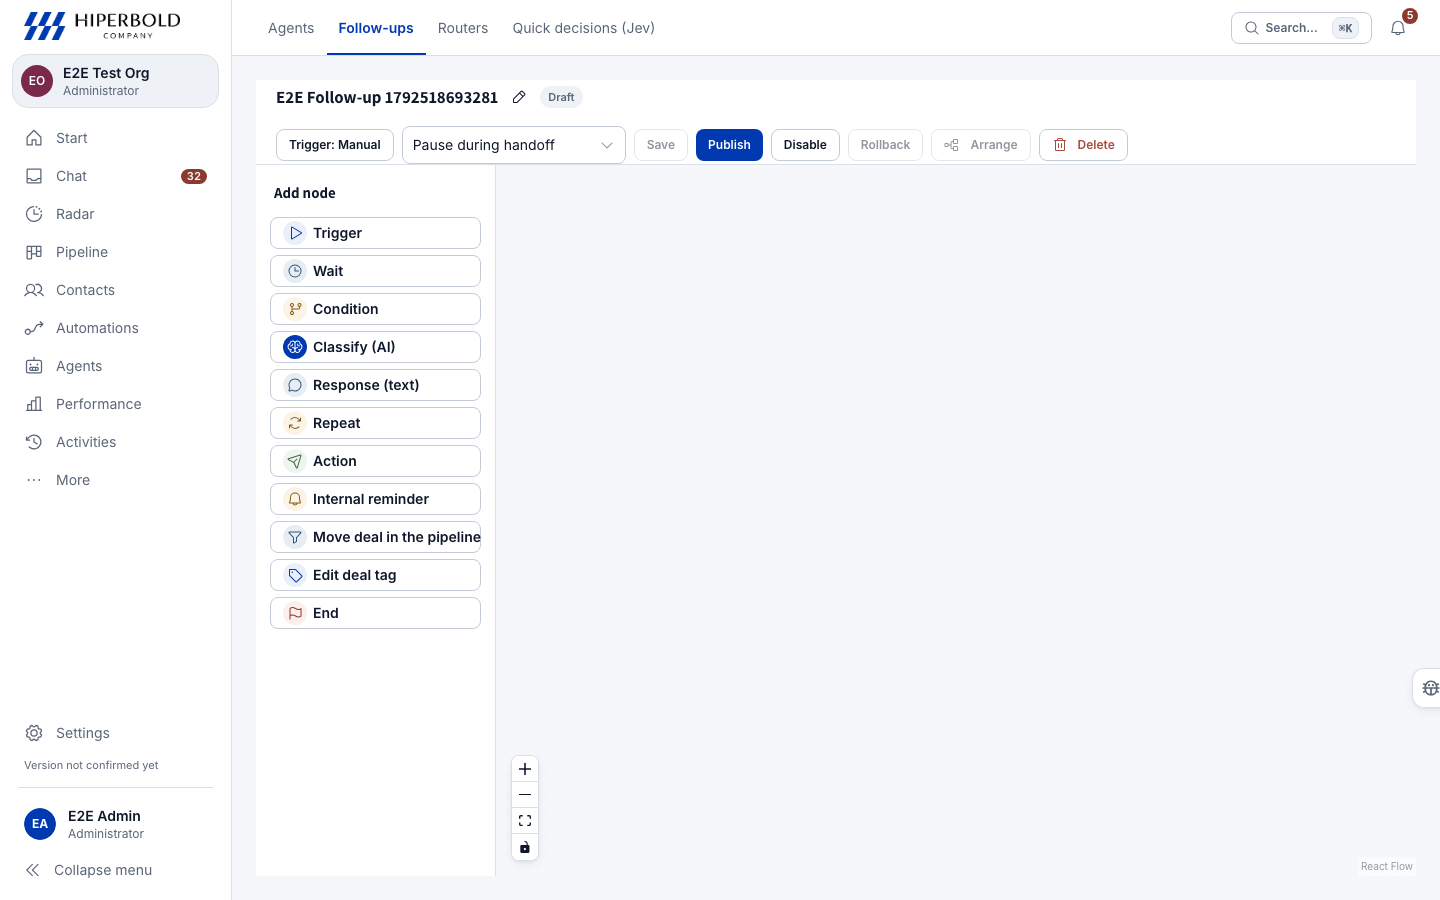 HIPERBOLD
COMPANY
EO
E2E Test Org
Administrator
Start
Chat
32
Radar
Pipeline
Contacts
Automations
Agents
Performance
Activities
More
Settings
Version not confirmed yet
EA
E2E Admin
Administrator
Collapse menu
Agents
Follow-ups
Routers
Quick decisions (Jev)
Search...
⌘K
5
E2E Follow-up 1792518693281
Draft
Trigger: Manual
Pause during handoff
Save
Publish
Disable
Rollback
Arrange
Delete
Add node
Trigger
Wait
Condition
Classify (AI)
Response (text)
Repeat
Action
Internal reminder
Move deal in the pipeline
Edit deal tag
End
React Flow